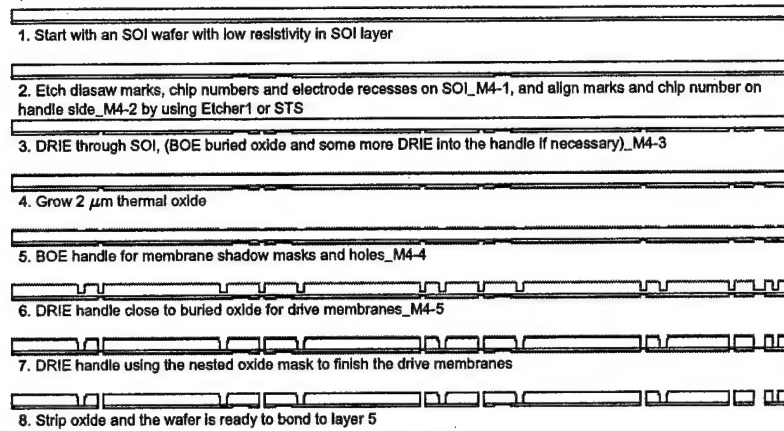 1. Start with an SOI wafer with low resistivity in SOI layer
2. Etch diasaw marks, chip numbers and electrode recesses on SOI_M4-1, and align marks and chip number on
handle side_M4-2 by using Etcher1 or STS
3. DRIE through SOI, (BOE buried oxide and some more DRIE into the handle if necessary)_M4-3
4. Grow 2 μm thermal oxide
5. BOE handle for membrane shadow masks and holes_M4-4
6. DRIE handle close to buried oxide for drive membranes_M4-5
7. DRIE handle using the nested oxide mask to finish the drive membranes
8. Strip oxide and the wafer is ready to bond to layer 5